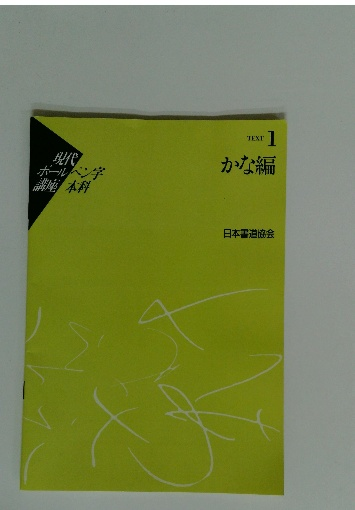 現代
ボールペン字
講座 本科
TEXT 1
かな編
日本書道協会